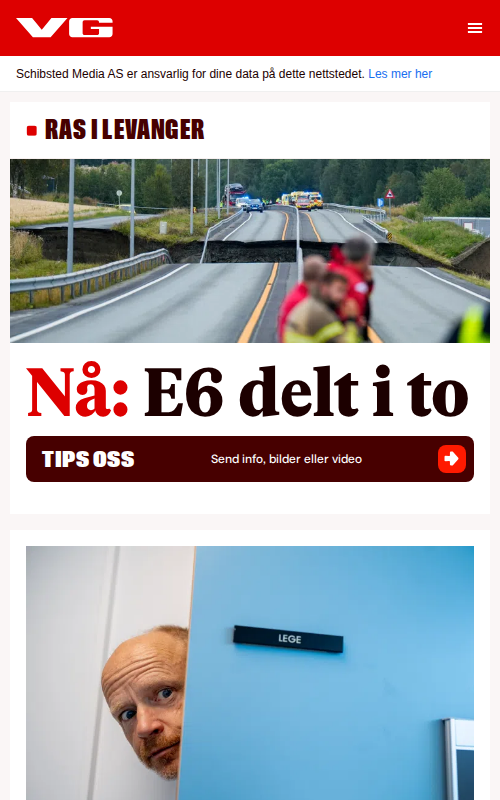 VG
Schibsted Media AS er ansvarlig for dine data på dette nettstedet. Les mer her
RAS I LEVANGER
Nå: E6 delt i to
TIPS OSS
Send info, bilder eller video
LEGE